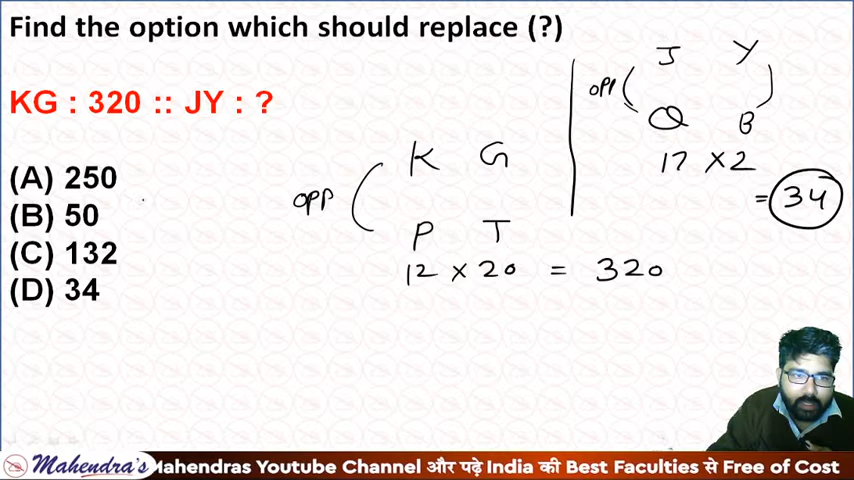 Find the option which should replace (?)
KG : 320 :: JY : ?
(A) 250
(B) 50
(C) 132
(D) 34
K G
OPP
P T
12 × 20 = 320
J Y
OPP
Q B
17 × 2
= 34
Mahendra's
Mahendras Youtube Channel और पढ़े India की Best Faculties से Free of Cost